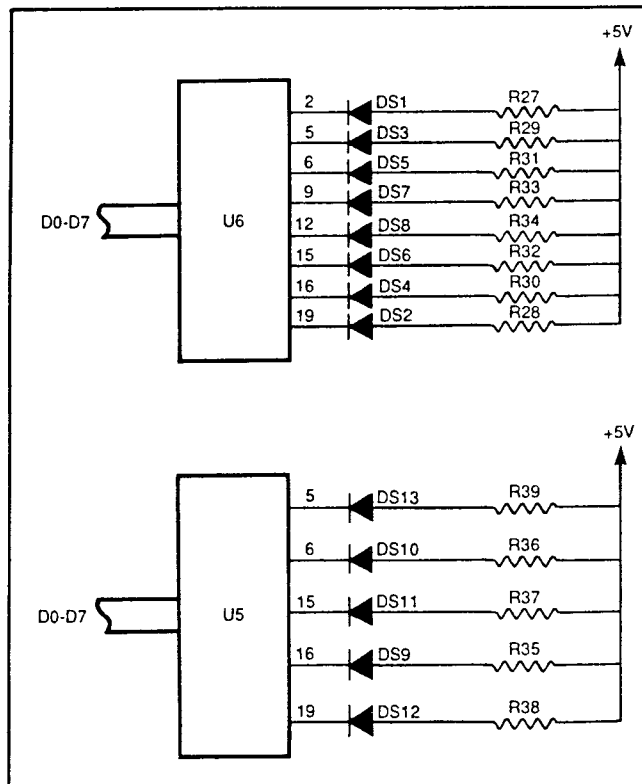 +5V
2 DS1 R27
5 DS3 R29
6 DS5 R31
9 DS7 R33
D0-D7 U6
12 DS8 R34
15 DS6 R32
16 DS4 R30
19 DS2 R28
+5V
5 DS13 R39
6 DS10 R36
D0-D7 U5
15 DS11 R37
16 DS9 R35
19 DS12 R38